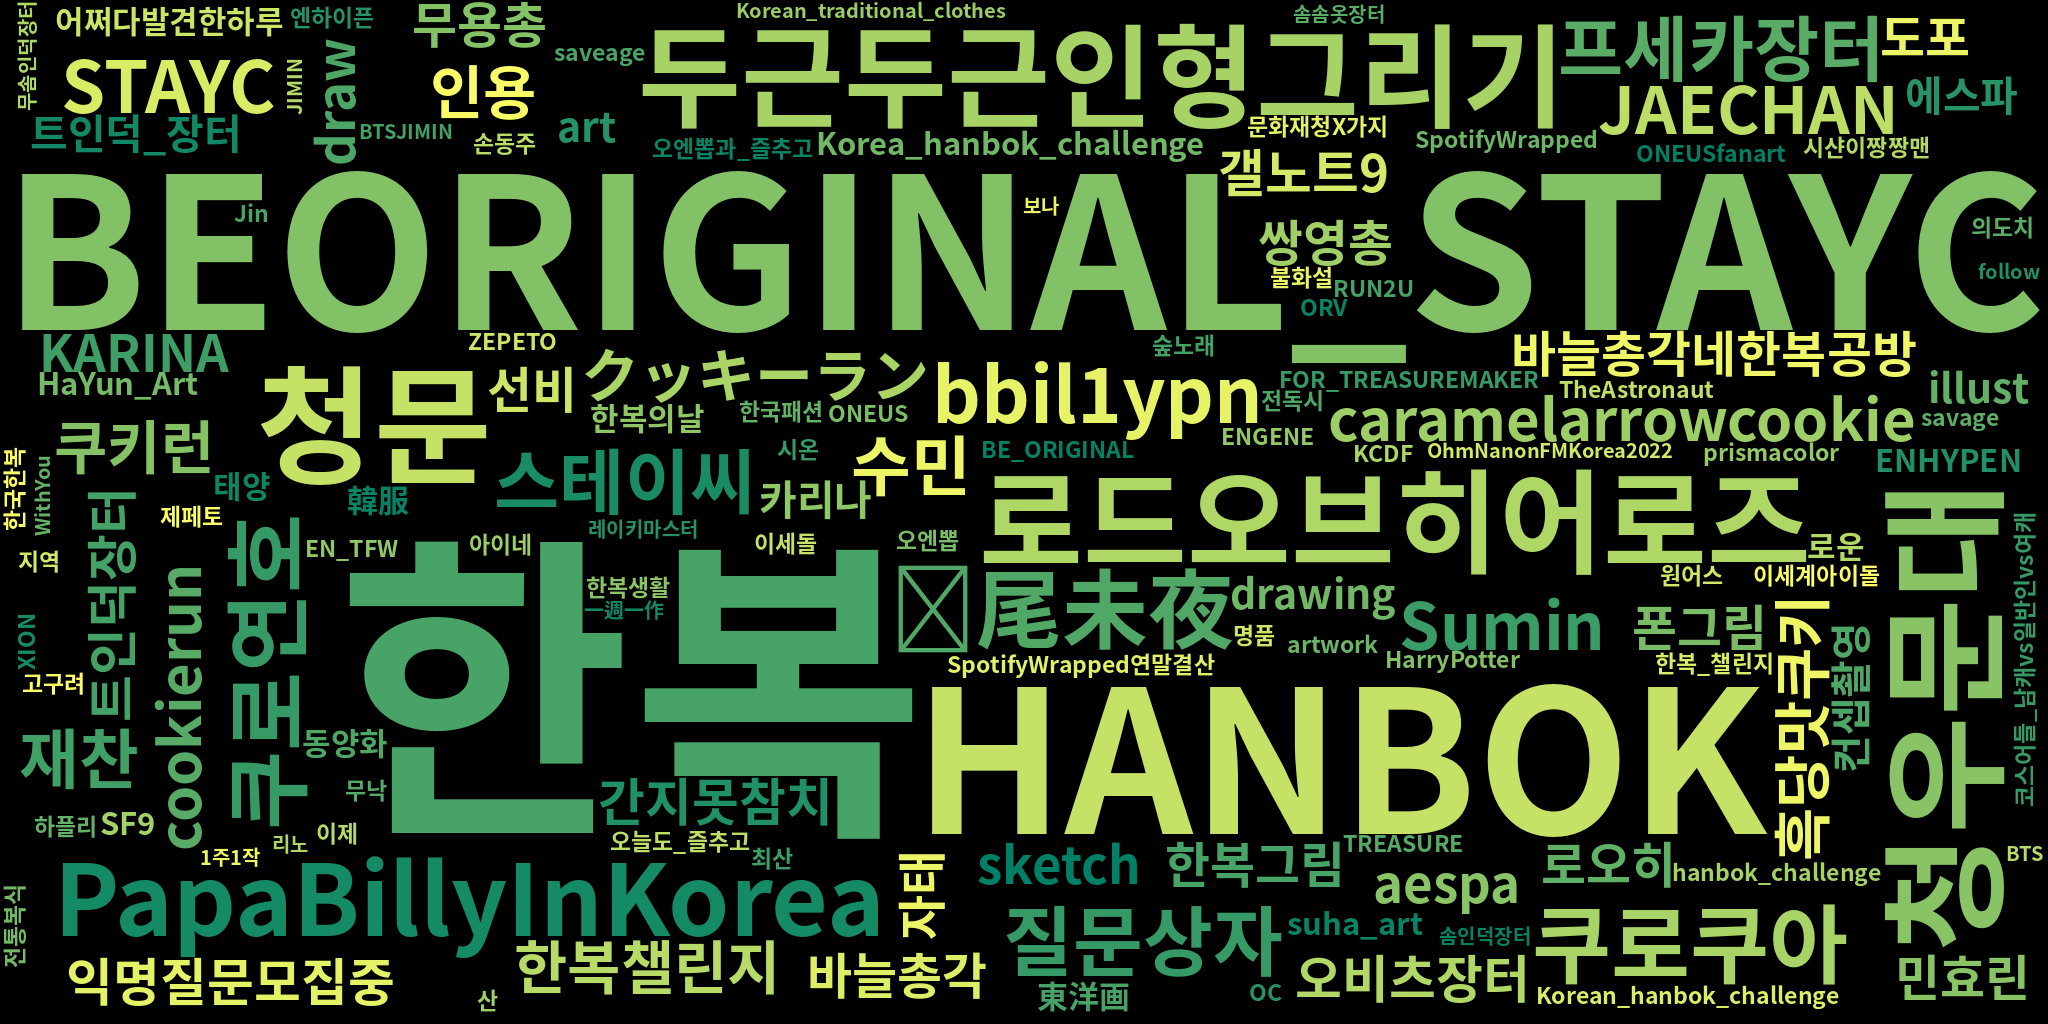 어쩌다발견한하루
엔하이픈
무용총
Korean_traditional_clothes
솜솜옷장터
프세카장터
도포
무솜인덕장터
STAYC
JIMIN
draw
인용
saveage
두근두근인형그리기
JAECHAN
에스파
트인덕_장터
BTSJIMIN
손동주
art
오엔뽑과_즐추고
Korea_hanbok_challenge
문화재청X가지
SpotifyWrapped
ONEUSfanart
시샨이짱짱맨
갤노트9
BEORIGINAL_STAYC
Jin
보나
쌍영총
불화설
RUN2U
ORV
의도치
follow
KARINA
HaYun_Art
ZEPETO
청문
선비
クッキーラン
숲노래
바늘총각네한복공방
bbil1ypn
FOR_TREASUREMAKER
전독시
TheAstronaut
illust
savage
한복의날
한국패션
ONEUS
caramelarrowcookie
쿠키런
시온
수민
BE_ORIGINAL
ENGENE
KCDF
OhmNanonFMKorea2022
prismacolor
ENHYPEN
한국한복
WithYou
태양
韓服
스테이씨
카리나
로드오브히어로즈
제페토
레이키마스터
지역
트인덕장터
쿠로연호
EN_TFW
아이네
이세돌
오엔뽑
로운
원어스
이세계아이돌
청우문대
코스어들_남캐vs일반인vs여캐
한복
한복생활
一週一作
尾未夜
drawing
명품
artwork
Sumin
폰그림
흑당맛쿠키
컨셉촬영
XION
고구려
cookierun
SpotifyWrapped연말결산
HarryPotter
한복_챌린지
HANBOK
재찬
동양화
무낙
간지못참치
하플리
SF9
리노
이제
1주1작
오늘도_즐추고
최산
PapaBillyInKorea
자태
sketch
한복그림
TREASURE
aespa
로오히
hanbok_challenge
BTS
전통복식
질문상자
suha_art
솜인덕장터
쿠로쿠아
익명질문모집중
산
한복챌린지
바늘총각
東洋画
OC
오비츠장터
Korean_hanbok_challenge
민효린